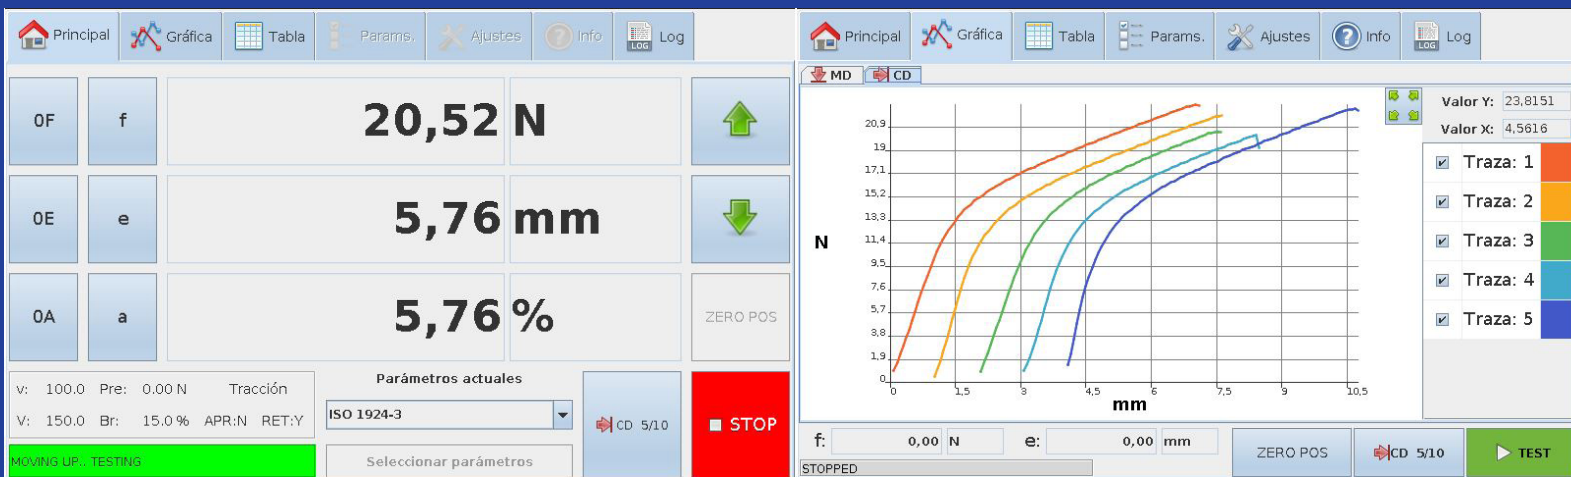 Principal Gráfica Tabla Params. Ajustes Info LOG Log
0F f 20,52 N
0E e 5,76 mm
0A a 5,76 % ZERO POS
v: 100.0 Pre: 0.00 N Tracción
V: 150.0 Br: 15.0 % APR:N RET:Y
MOVING UP.. TESTING
Parámetros actuales
ISO 1924-3
Seleccionar parámetros
CD 5/10
STOP
Principal Gráfica Tabla Params. Ajustes Info LOG Log
MD CD
N
20,9
19
17,1
15,2
13,3
11,4
9,5
7,6
5,7
3,8
1,9
0
0 1,5 3 4,5 6 7,5 9 10,5
mm
Valor Y: 23,8151
Valor X: 4,5616
Traza: 1
Traza: 2
Traza: 3
Traza: 4
Traza: 5
f: 0,00 N e: 0,00 mm
STOPPED
ZERO POS
CD 5/10
TEST